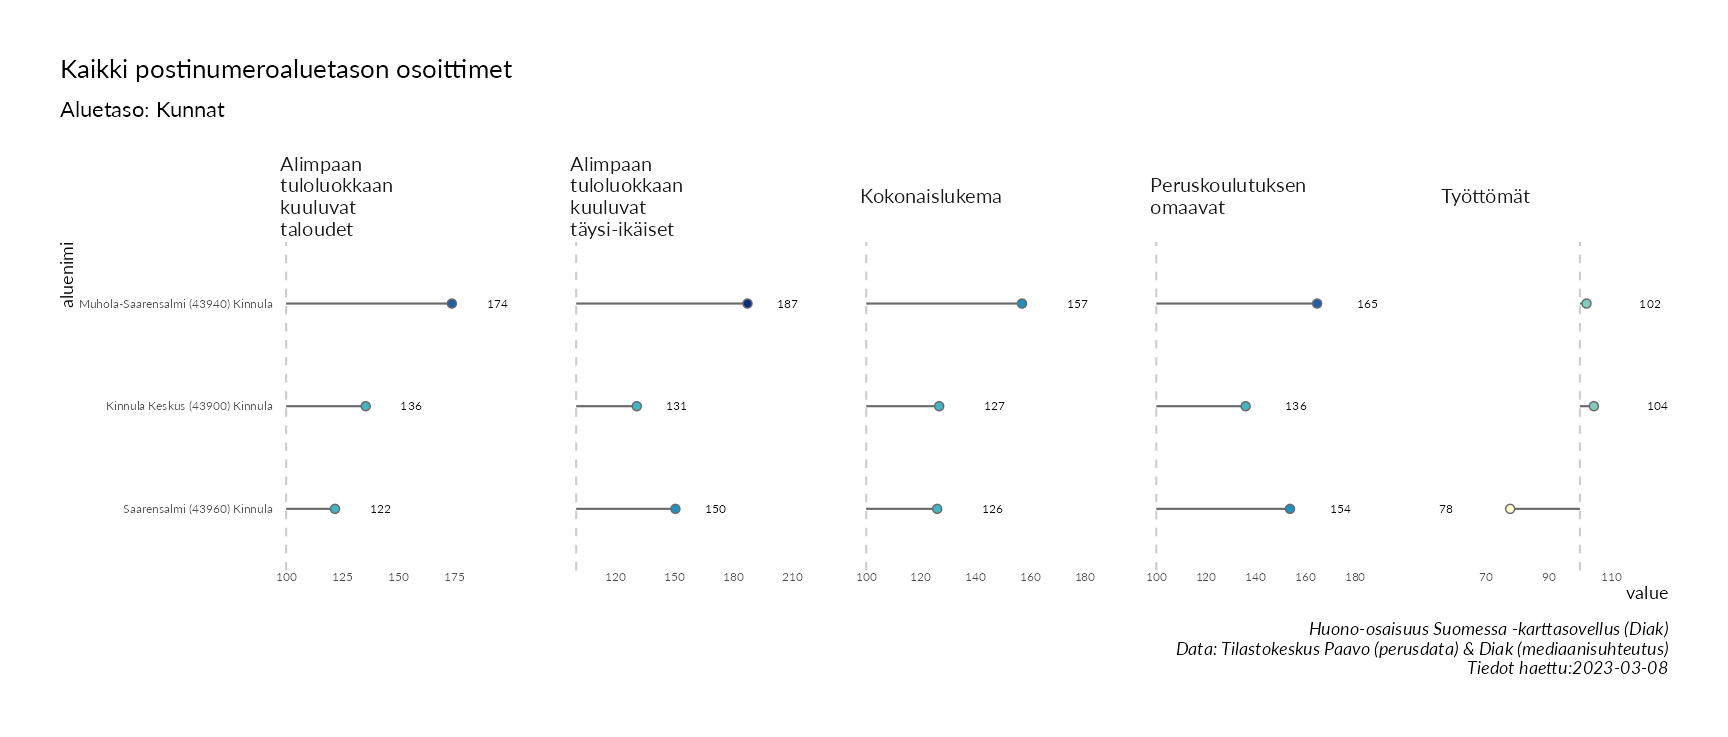 Kaikki postinumeroaluetason osoittimet
Aluetaso: Kunnat
Alimpaan
tuloluokkaan
kuuluvat
taloudet
Alimpaan
tuloluokkaan
kuuluvat
täysi-ikäiset
Kokonaislukema
Peruskoulutuksen
omaavat
Työttömät
aluenimi
Muhola-Saarensalmi (43940) Kinnula 174 187 157 165 102
Kinnula Keskus (43900) Kinnula 136 131 127 136 104
Saarensalmi (43960) Kinnula 122 150 126 154 78
100 125 150 175 120 150 180 210 100 120 140 160 180 100 120 140 160 180 70 90 110
value
Huono-osaisuus Suomessa -karttasovellus (Diak)
Data: Tilastokeskus Paavo (perusdata) & Diak (mediaanisuhteutus)
Tiedot haettu:2023-03-08